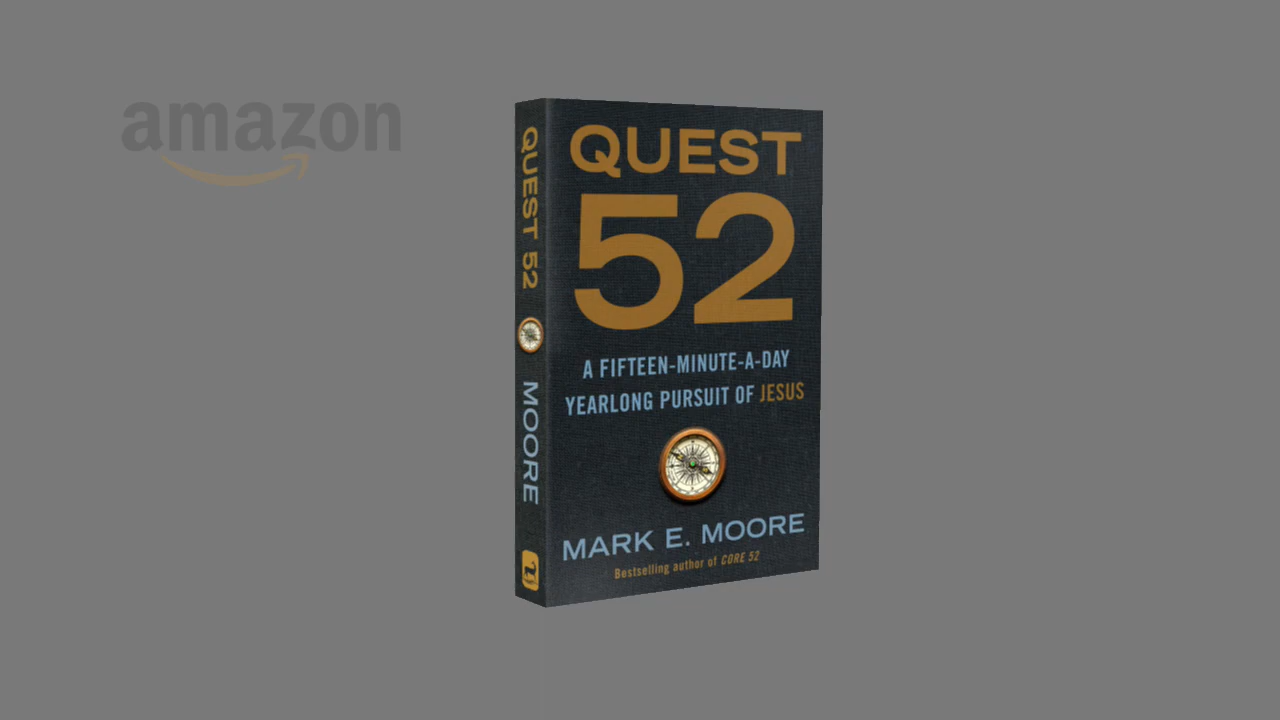 amazon
QUEST 52
MOORE
QUEST
52
A FIFTEEN-MINUTE-A-DAY
YEARLONG PURSUIT OF JESUS
MARK E. MOORE
Bestselling author of CORE 52